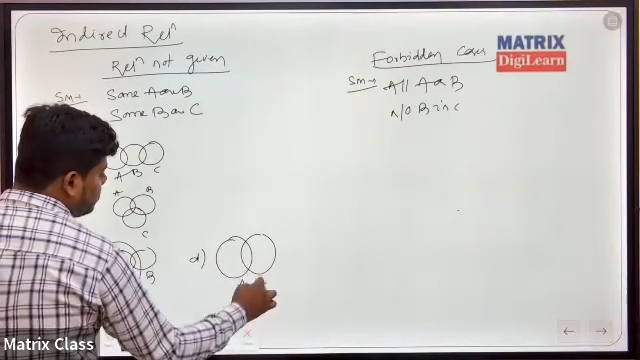 Indirect Relⁿ
Relⁿ not given
Sm→ Some A are B
Some B are C
A B C
A B
C
B
d)
A
Forbidden Cases
Sm→ All A are B
N/O B is C
MATRIX
DigiLearn
Matrix Class